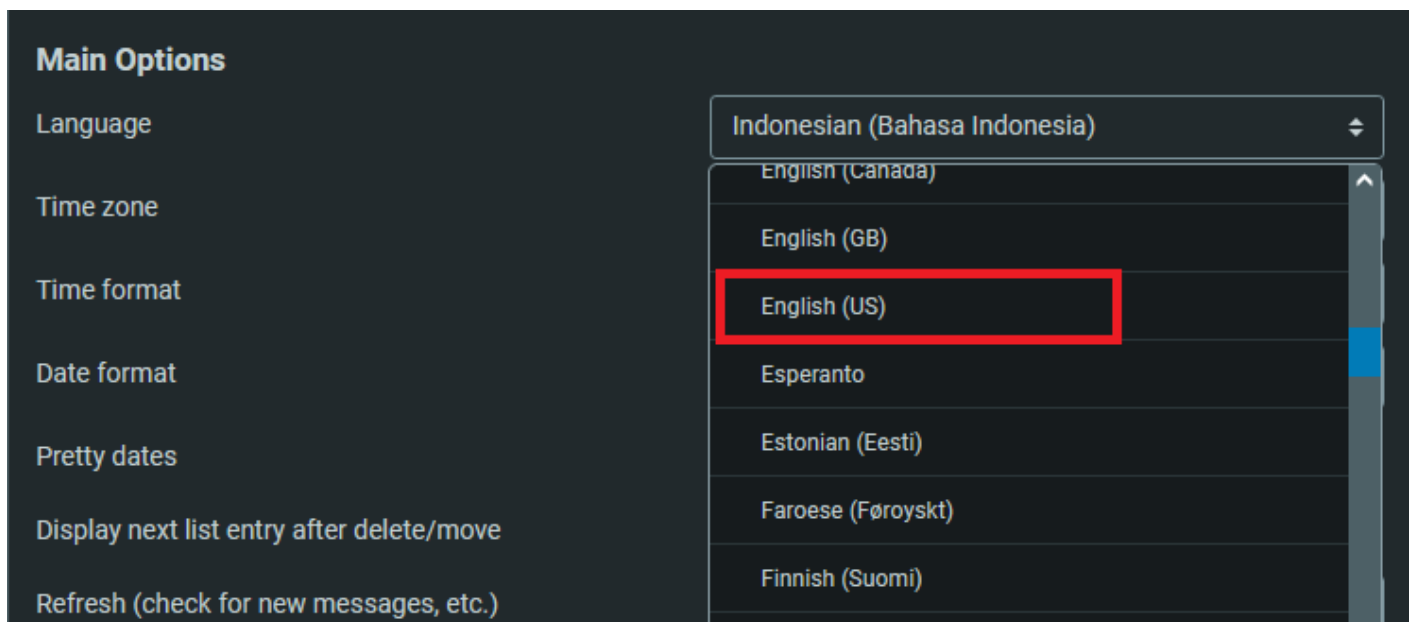 Main Options
Language
Indonesian (Bahasa Indonesia)
English (Canada)
Time zone
English (GB)
Time format
English (US)
Date format
Esperanto
Pretty dates
Estonian (Eesti)
Display next list entry after delete/move
Faroese (Føroyskt)
Refresh (check for new messages, etc.)
Finnish (Suomi)